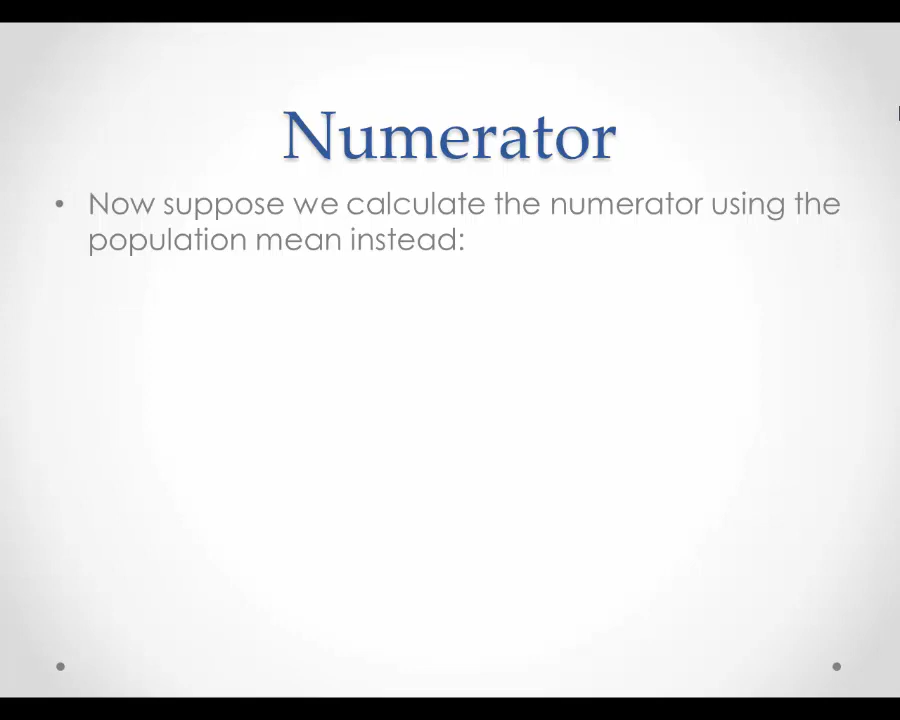 Numerator
• Now suppose we calculate the numerator using the
population mean instead: